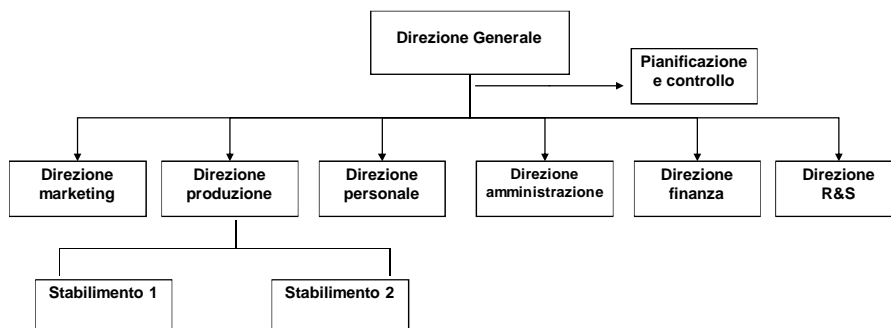 Direzione Generale
Pianificazione
e controllo
Direzione
marketing
Direzione
produzione
Direzione
personale
Direzione
amministrazione
Direzione
finanza
Direzione
R&S
Stabilimento 1
Stabilimento 2